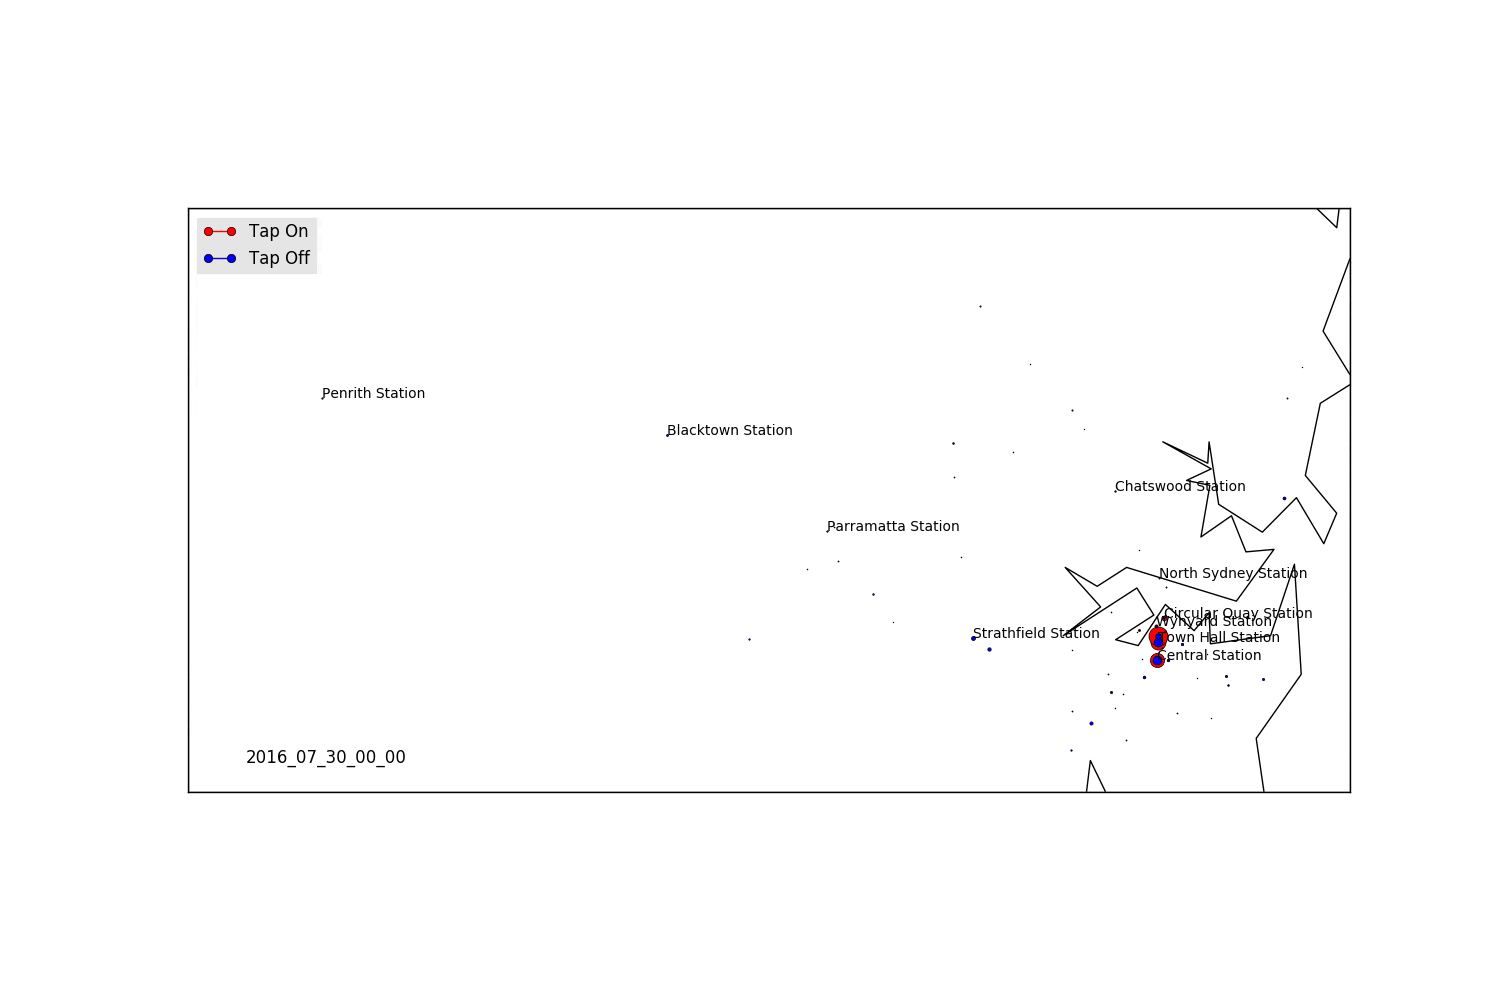 Tap On
Tap Off
Penrith Station
Blacktown Station
Chatswood Station
Parramatta Station
North Sydney Station
Circular Quay Station
Wynyard Station
Town Hall Station
Strathfield Station
Central Station
2016_07_30_00_00